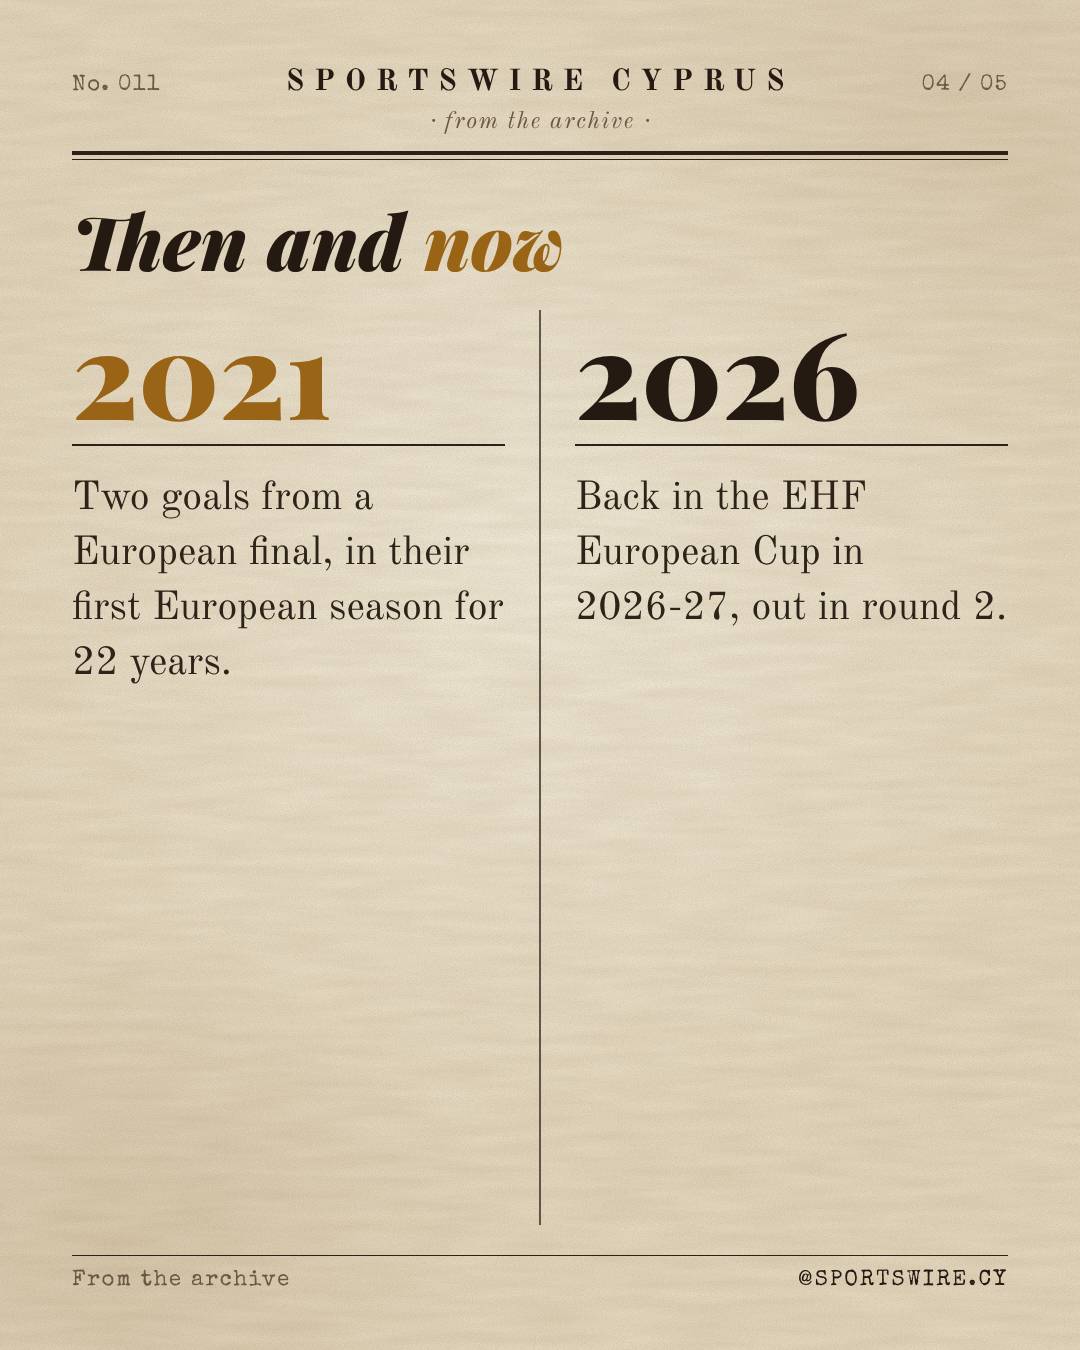 No. 011
SPORTSWIRE CYPRUS
04 / 05
· from the archive ·
Then and now
2021
Two goals from a
European final, in their
first European season for
22 years.
2026
Back in the EHF
European Cup in
2026-27, out in round 2.
From the archive
@SPORTSWIRE.CY